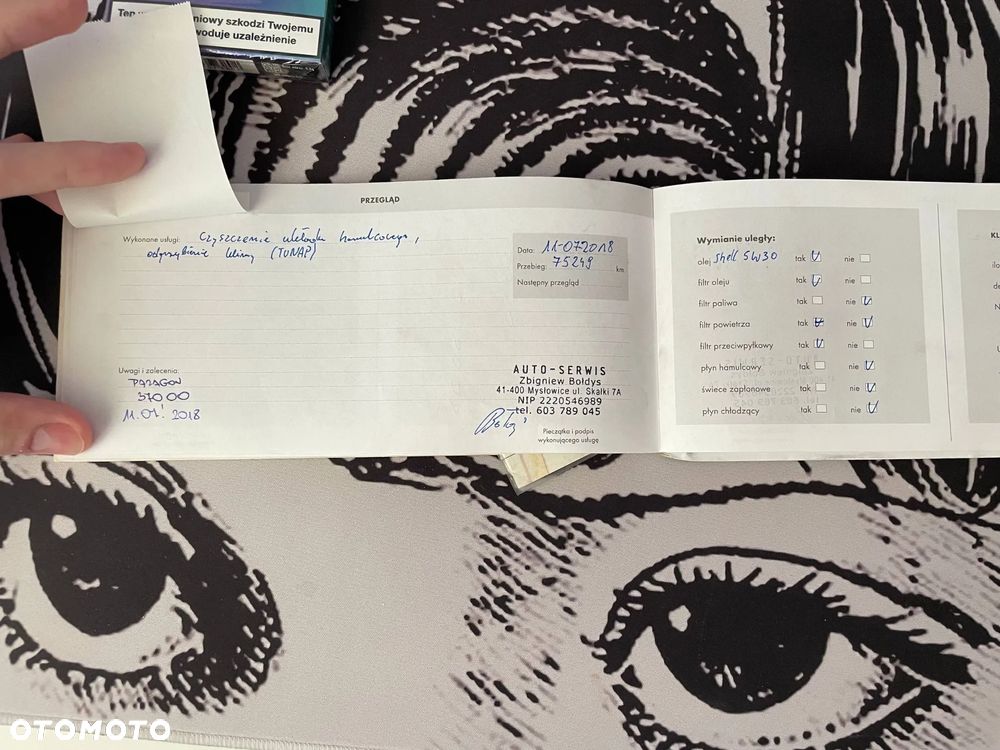 niowy szkodzi Twojemu
woduje uzależnienie
PRZEGLĄD
Wykonane usługi: Czyszczenie układu hamulcowego,
odgrzybienie klimy (TUNAP)
Data: 11-072018
Przebieg: 75249 km
Następny przegląd
Uwagi i zalecenia:
PARAGON
370 00
11.07! 2018
AUTO-SERWIS
Zbigniew Bołdys
41-400 Mysłowice ul. Skałki 7A
NIP 2220546989
tel. 603 789 045
Pieczątka i podpis
wykonującego usługę
Wymianie uległy:
olej shell 5W30 tak nie
filtr oleju tak nie
filtr paliwa tak nie
filtr powietrza tak nie
filtr przeciwpyłkowy tak nie
płyn hamulcowy tak nie
świece zapłonowe tak nie
płyn chłodzący tak nie
KL
OTOMOTO